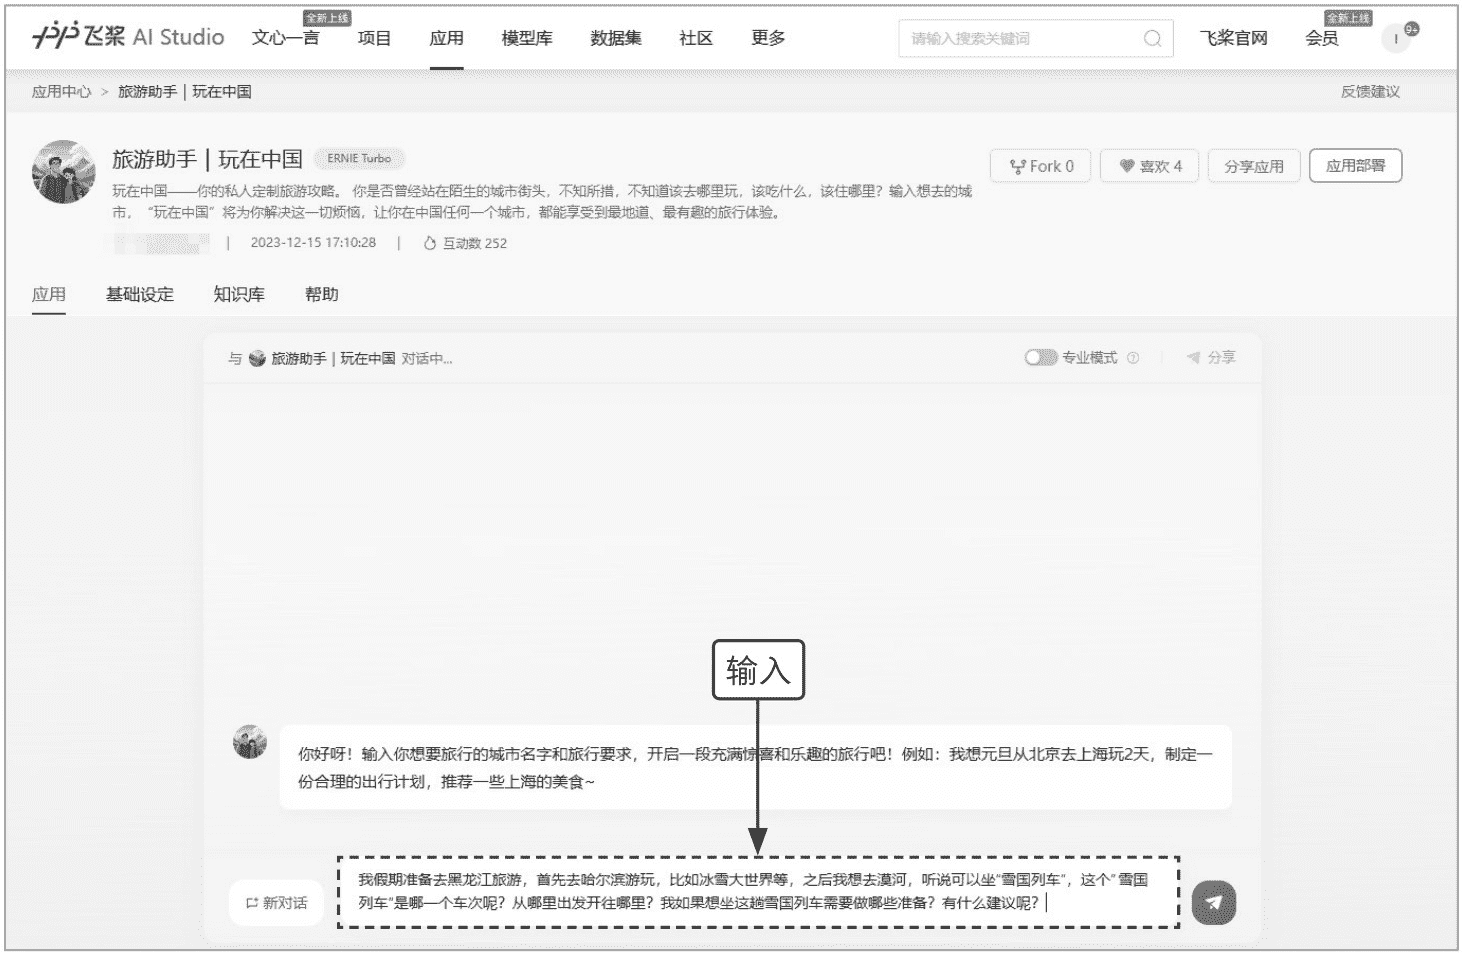 飞桨 AI Studio 文心一言 全新上线 项目 应用 模型库 数据集 社区 更多 请输入搜索关键词 飞桨官网 会员 全新上线 I 9+
应用中心 > 旅游助手 | 玩在中国 反馈建议
旅游助手 | 玩在中国 ERNIE Turbo Fork 0 喜欢 4 分享应用 应用部署
玩在中国——你的私人定制旅游攻略。 你是否曾经站在陌生的城市街头，不知所措，不知道该去哪里玩，该吃什么，该住哪里？输入想去的城
市，“玩在中国”将为你解决这一切烦恼，让你在中国任何一个城市，都能享受到最地道、最有趣的旅行体验。
| 2023-12-15 17:10:28 | 互动数 252
应用 基础设定 知识库 帮助
与 旅游助手 | 玩在中国 对话中... 专业模式 ? 分享
输入
你好呀！输入你想要旅行的城市名字和旅行要求，开启一段充满惊喜和乐趣的旅行吧！例如：我想元旦从北京去上海玩2天，制定一
份合理的出行计划，推荐一些上海的美食~
我假期准备去黑龙江旅游，首先去哈尔滨游玩，比如冰雪大世界等，之后我想去漠河，听说可以坐“雪国列车”，这个“雪国
列车”是哪一个车次呢？从哪里出发开往哪里？我如果想坐这趟雪国列车需要做哪些准备？有什么建议呢？
新对话